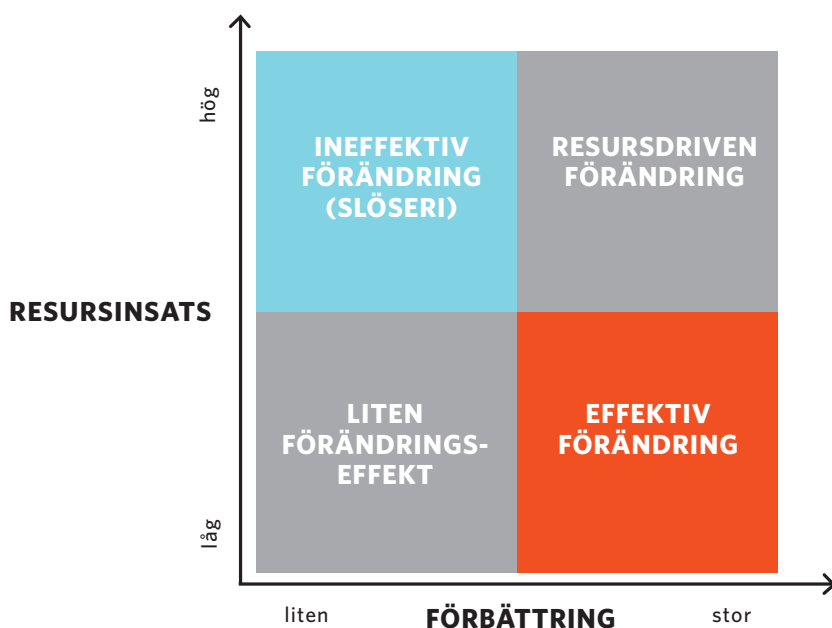 hög
INEFFEKTIV
FÖRÄNDRING
(SLÖSERI)
RESURSDRIVEN
FÖRÄNDRING
RESURSINSATS
LITEN
FÖRÄNDRINGS-
EFFEKT
EFFEKTIV
FÖRÄNDRING
låg
liten
FÖRBÄTTRING
stor